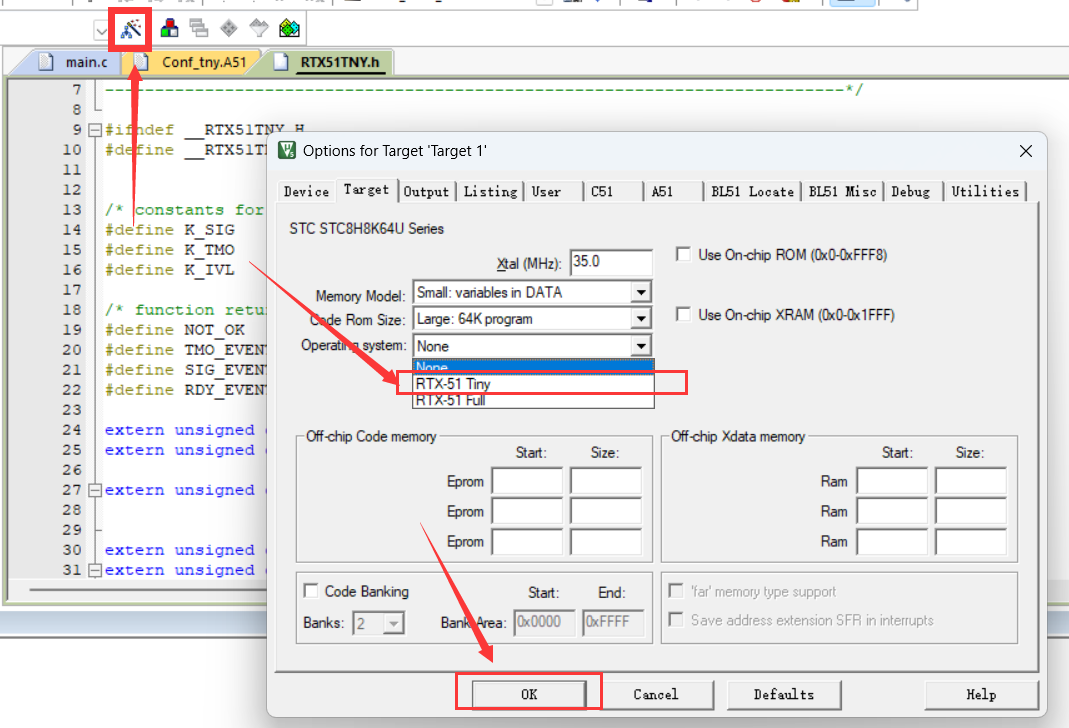 main.c
Conf_tny.A51
RTX51TNY.h
7 --------------------------------------------------------------------------*/
8
9 #ifndef __RTX51TNY_H
10 #define __RTX51T
11
12
13 /* constants for
14 #define K_SIG
15 #define K_TMO
16 #define K_IVL
17
18 /* function retu
19 #define NOT_OK
20 #define TMO_EVENT
21 #define SIG_EVENT
22 #define RDY_EVENT
23
24 extern unsigned
25 extern unsigned
26
27 extern unsigned
28
29
30 extern unsigned
31 extern unsigned
Options for Target 'Target 1'
Device Target Output Listing User C51 A51 BL51 Locate BL51 Misc Debug Utilities
STC STC8H8K64U Series
Xtal (MHz): 35.0
Use On-chip ROM (0x0-0xFFF8)
Memory Model: Small: variables in DATA
Code Rom Size: Large: 64K program
Use On-chip XRAM (0x0-0x1FFF)
Operating system: None
None
RTX-51 Tiny
RTX-51 Full
Off-chip Code memory
Start: Size:
Eprom
Eprom
Eprom
Off-chip Xdata memory
Start: Size:
Ram
Ram
Ram
Code Banking Start: End:
Banks: 2 Bank Area: 0x0000 0xFFFF
'far' memory type support
Save address extension SFR in interrupts
OK Cancel Defaults Help